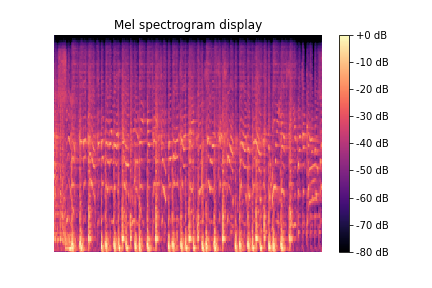 Mel spectrogram display
+0 dB
-10 dB
-20 dB
-30 dB
-40 dB
-50 dB
-60 dB
-70 dB
-80 dB